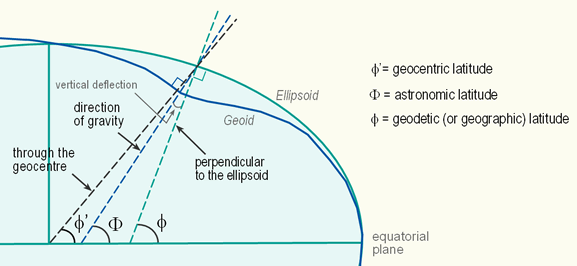 ϕ'= geocentric latitude
Φ = astronomic latitude
ϕ = geodetic (or geographic) latitude
vertical deflection
Ellipsoid
direction
of gravity
Geoid
through the
geocentre
perpendicular
to the ellipsoid
ϕ' Φ ϕ
equatorial
plane